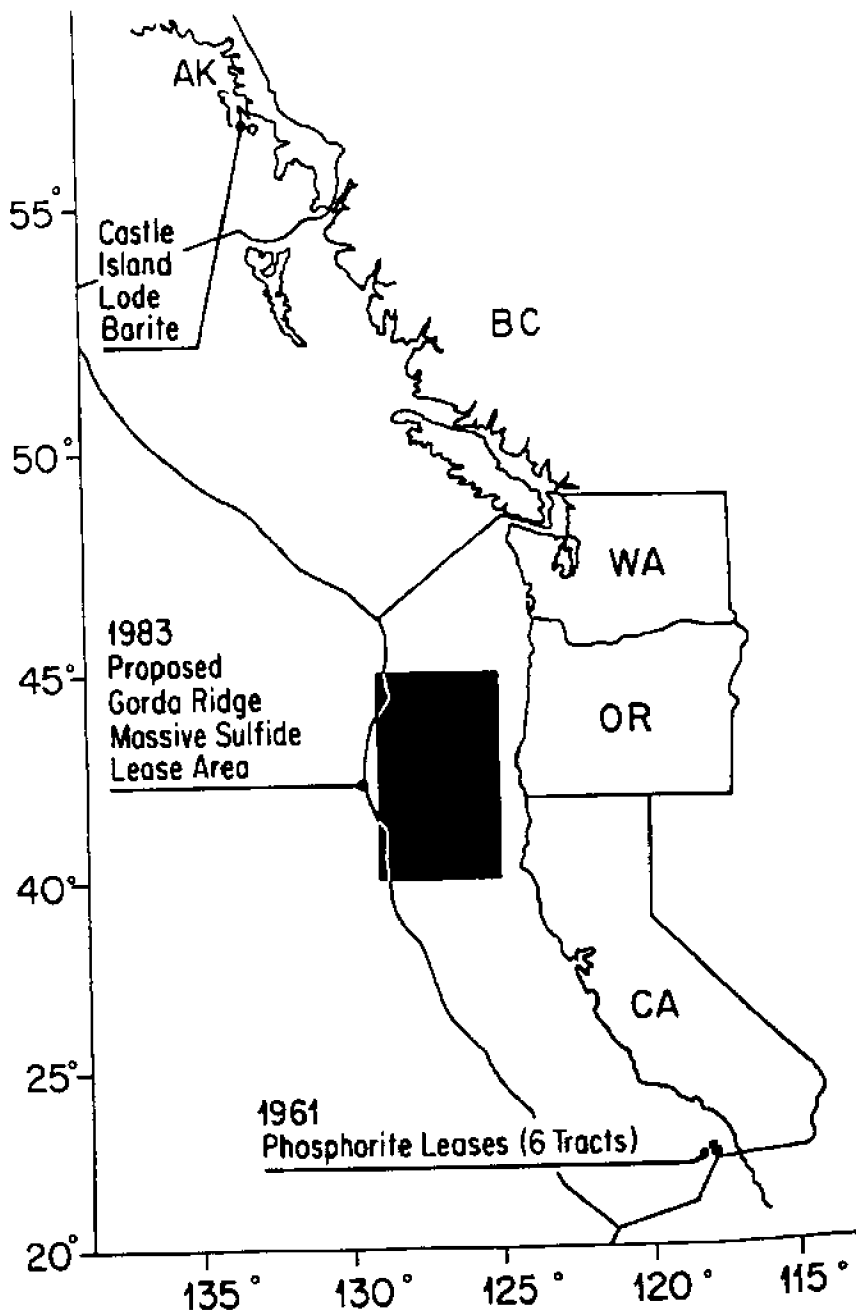 AK
55°
Castle
Island
Lode
Barite
BC
50°
WA
1983
Proposed
Gorda Ridge
Massive Sulfide
Lease Area
45°
OR
40°
CA
25°
1961
Phosphorite Leases (6 Tracts)
20°
135° 130° 125° 120° 115°